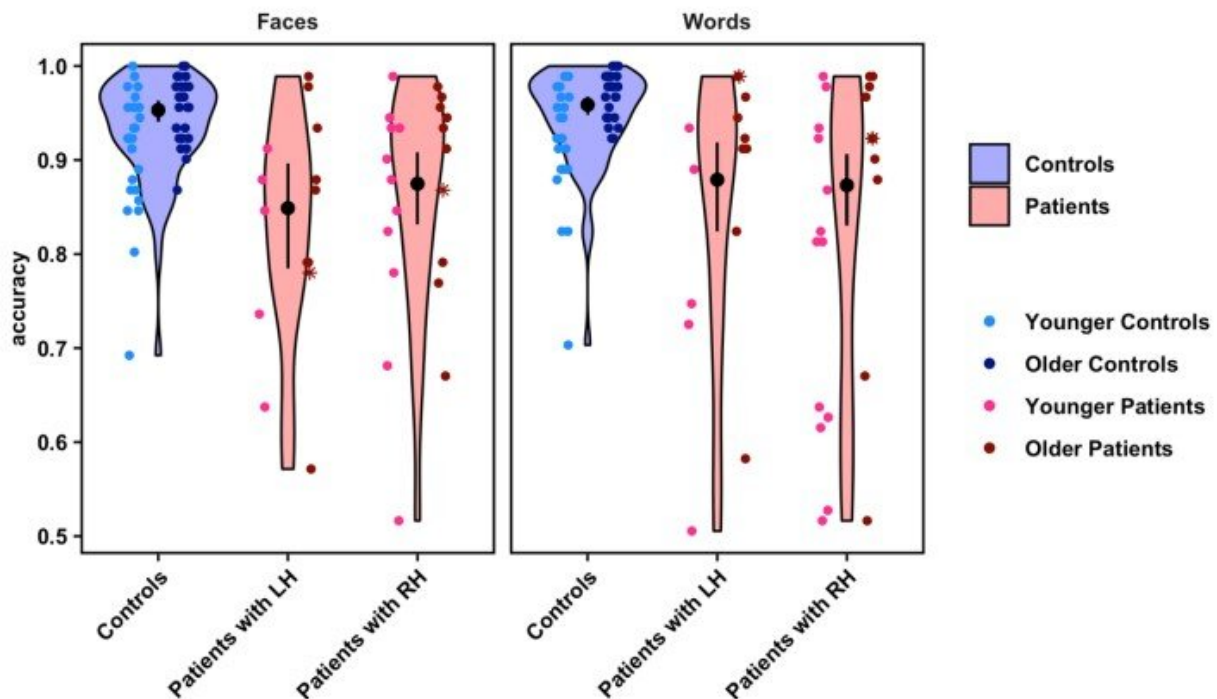 Faces
Words
accuracy
1.0
0.9
0.8
0.7
0.6
0.5
Controls
Patients with LH
Patients with RH
Controls
Patients with LH
Patients with RH
Controls
Patients
Younger Controls
Older Controls
Younger Patients
Older Patients